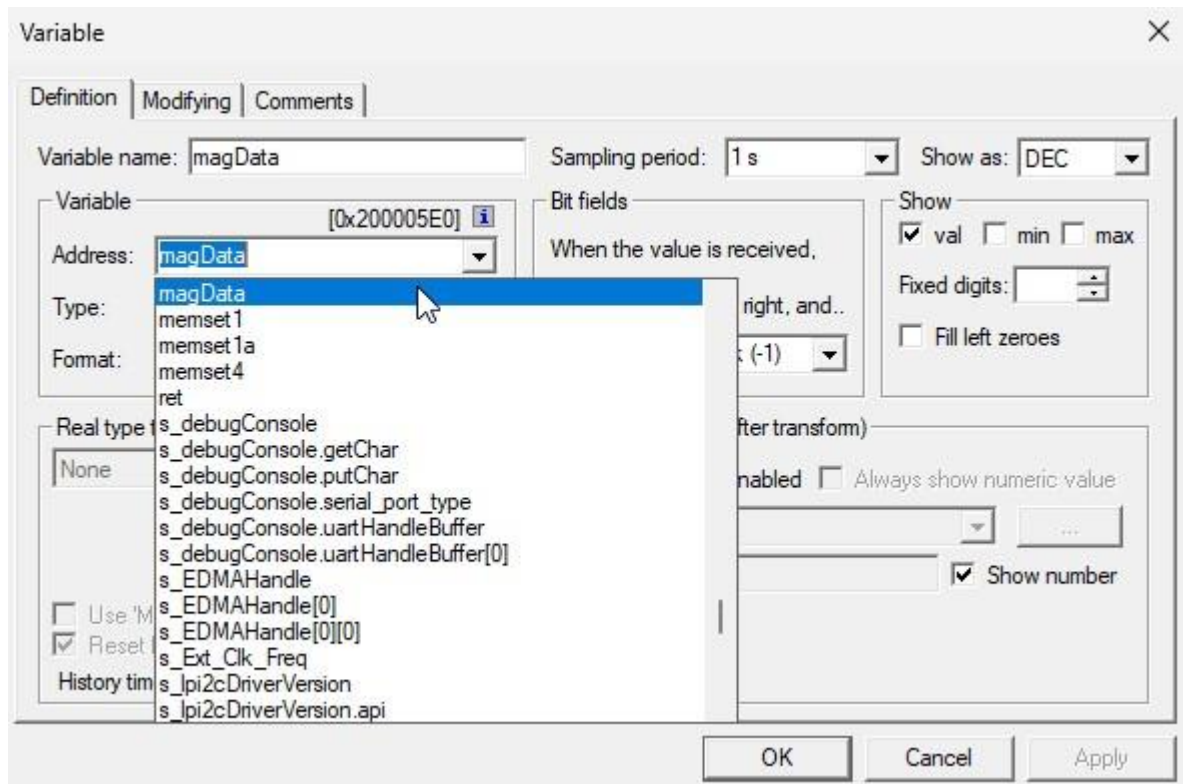 Variable
Definition Modifying Comments
Variable name: magData Sampling period: 1 s Show as: DEC
Variable Bit fields Show
[0x200005E0] i
When the value is received, val min max
Address: magData
Fixed digits:
magData
Type: right, and..
memset1
memset1a Fill left zeroes
Format: (-1)
memset4
ret
s_debugConsole
Real type fter transform)
s_debugConsole.getChar
None
s_debugConsole.putChar
nabled Always show numeric value
s_debugConsole.serial_port_type
s_debugConsole.uartHandleBuffer ...
s_debugConsole.uartHandleBuffer[0]
s_EDMAHandle Show number
s_EDMAHandle[0]
Use 'M
s_EDMAHandle[0][0]
Reset
s_Ext_Clk_Freq
History tim
s_lpi2cDriverVersion
s_lpi2cDriverVersion.api
OK Cancel Apply